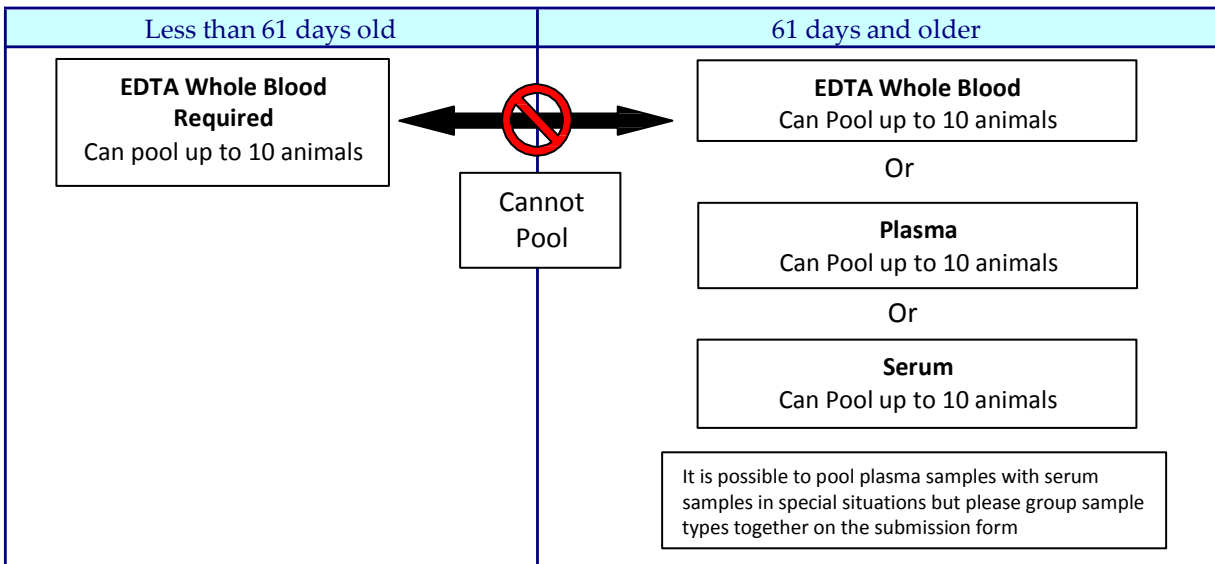 Less than 61 days old
61 days and older
EDTA Whole Blood
Required
Can pool up to 10 animals
Cannot
Pool
EDTA Whole Blood
Can Pool up to 10 animals
Or
Plasma
Can Pool up to 10 animals
Or
Serum
Can Pool up to 10 animals
It is possible to pool plasma samples with serum
samples in special situations but please group sample
types together on the submission form